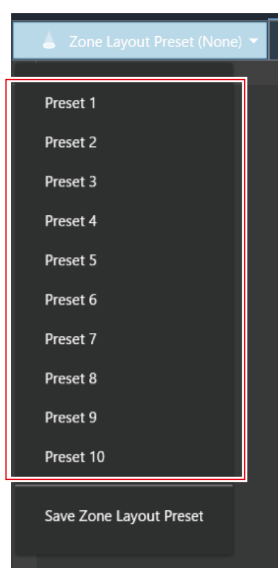 Zone Layout Preset (None)
Preset 1
Preset 2
Preset 3
Preset 4
Preset 5
Preset 6
Preset 7
Preset 8
Preset 9
Preset 10
Save Zone Layout Preset